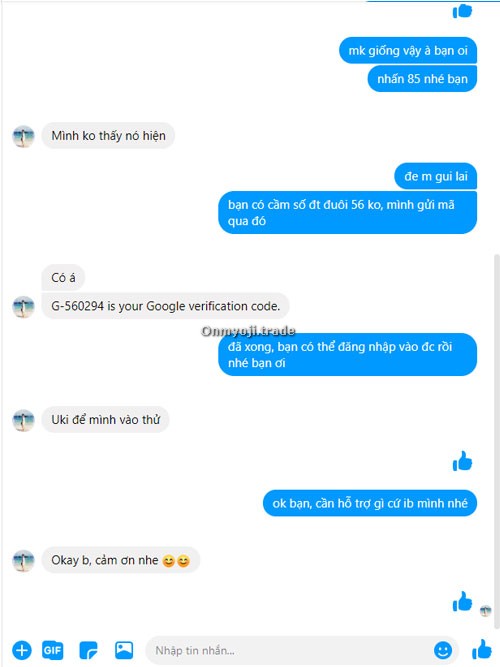 mk giống vậy à bạn oi
nhấn 85 nhé bạn
Mình ko thấy nó hiện
đe m gui lai
bạn có cầm số đt đuôi 56 ko, mình gửi mã
qua đó
Có á
G-560294 is your Google verification code.
Onmyoji.trade
đã xong, bạn có thể đăng nhập vào đc rồi
nhé bạn ơi
Uki để mình vào thử
ok bạn, cần hỗ trợ gì cứ ib mình nhé
Okay b, cảm ơn nhe 😊😊
GIF
Nhập tin nhắn...